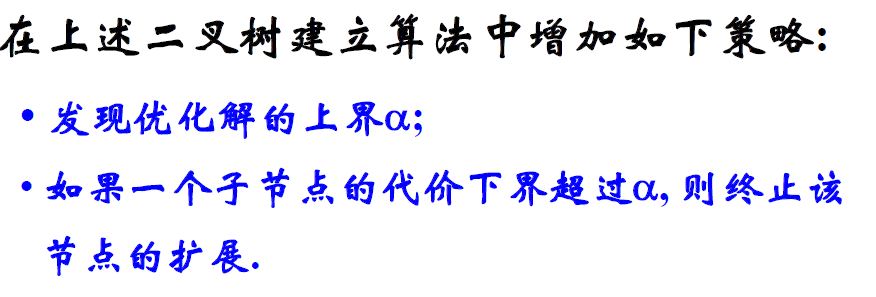 在上述二叉树建立算法中增加如下策略:
• 发现优化解的上界α;
• 如果一个子节点的代价下界超过α, 则终止该
节点的扩展.